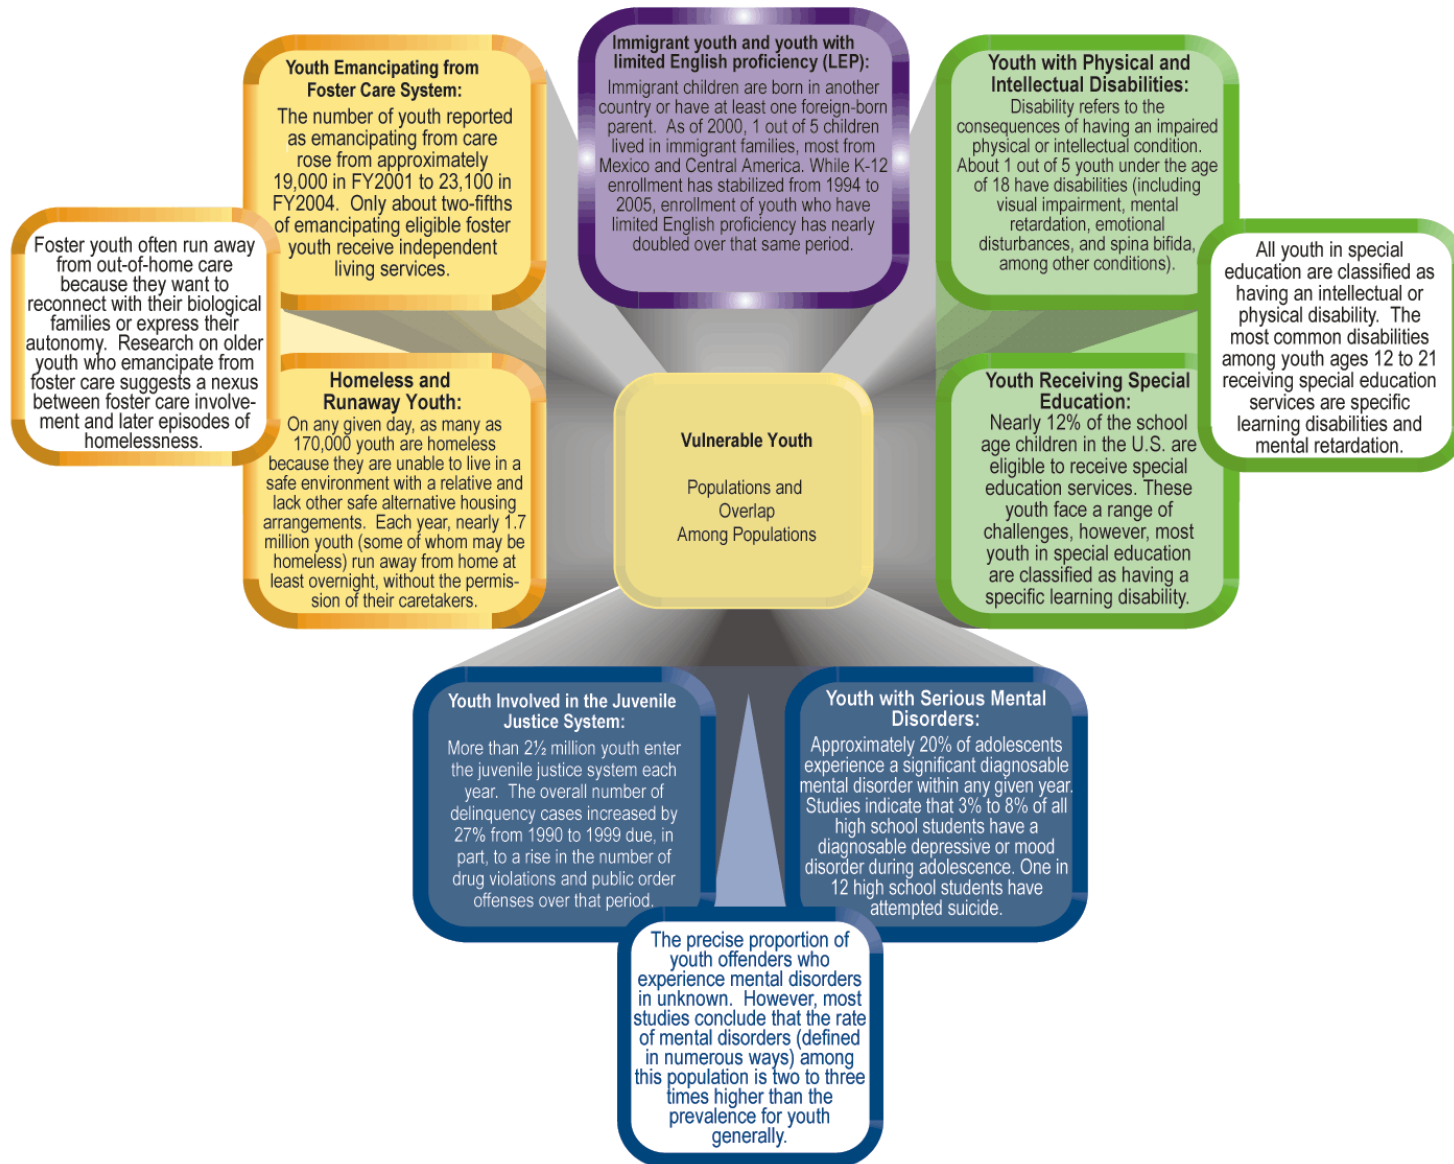 Youth Emancipating from
Foster Care System:
The number of youth reported
as emancipating from care
rose from approximately
19,000 in FY2001 to 23,100 in
FY2004. Only about two-fifths
of emancipating eligible foster
youth receive independent
living services.
Immigrant youth and youth with
limited English proficiency (LEP):
Immigrant children are born in another
country or have at least one foreign-born
parent. As of 2000, 1 out of 5 children
lived in immigrant families, most from
Mexico and Central America. While K-12
enrollment has stabilized from 1994 to
2005, enrollment of youth who have
limited English proficiency has nearly
doubled over that same period.
Youth with Physical and
Intellectual Disabilities:
Disability refers to the
consequences of having an impaired
physical or intellectual condition.
About 1 out of 5 youth under the age
of 18 have disabilities (including
visual impairment, mental
retardation, emotional
disturbances, and spina bifida,
among other conditions).
Foster youth often run away
from out-of-home care
because they want to
reconnect with their biological
families or express their
autonomy. Research on older
youth who emancipate from
foster care suggests a nexus
between foster care involve-
ment and later episodes of
homelessness.
All youth in special
education are classified as
having an intellectual or
physical disability. The
most common disabilities
among youth ages 12 to 21
receiving special education
services are specific
learning disabilities and
mental retardation.
Homeless and
Runaway Youth:
On any given day, as many as
170,000 youth are homeless
because they are unable to live in a
safe environment with a relative and
lack other safe alternative housing
arrangements. Each year, nearly 1.7
million youth (some of whom may be
homeless) run away from home at
least overnight, without the permis-
sion of their caretakers.
Vulnerable Youth
Populations and
Overlap
Among Populations
Youth Receiving Special
Education:
Nearly 12% of the school
age children in the U.S. are
eligible to receive special
education services. These
youth face a range of
challenges, however, most
youth in special education
are classified as having a
specific learning disability.
Youth Involved in the Juvenile
Justice System:
More than 2½ million youth enter
the juvenile justice system each
year. The overall number of
delinquency cases increased by
27% from 1990 to 1999 due, in
part, to a rise in the number of
drug violations and public order
offenses over that period.
Youth with Serious Mental
Disorders:
Approximately 20% of adolescents
experience a significant diagnosable
mental disorder within any given year.
Studies indicate that 3% to 8% of all
high school students have a
diagnosable depressive or mood
disorder during adolescence. One in
12 high school students have
attempted suicide.
The precise proportion of
youth offenders who
experience mental disorders
in unknown. However, most
studies conclude that the rate
of mental disorders (defined
in numerous ways) among
this population is two to three
times higher than the
prevalence for youth
generally.